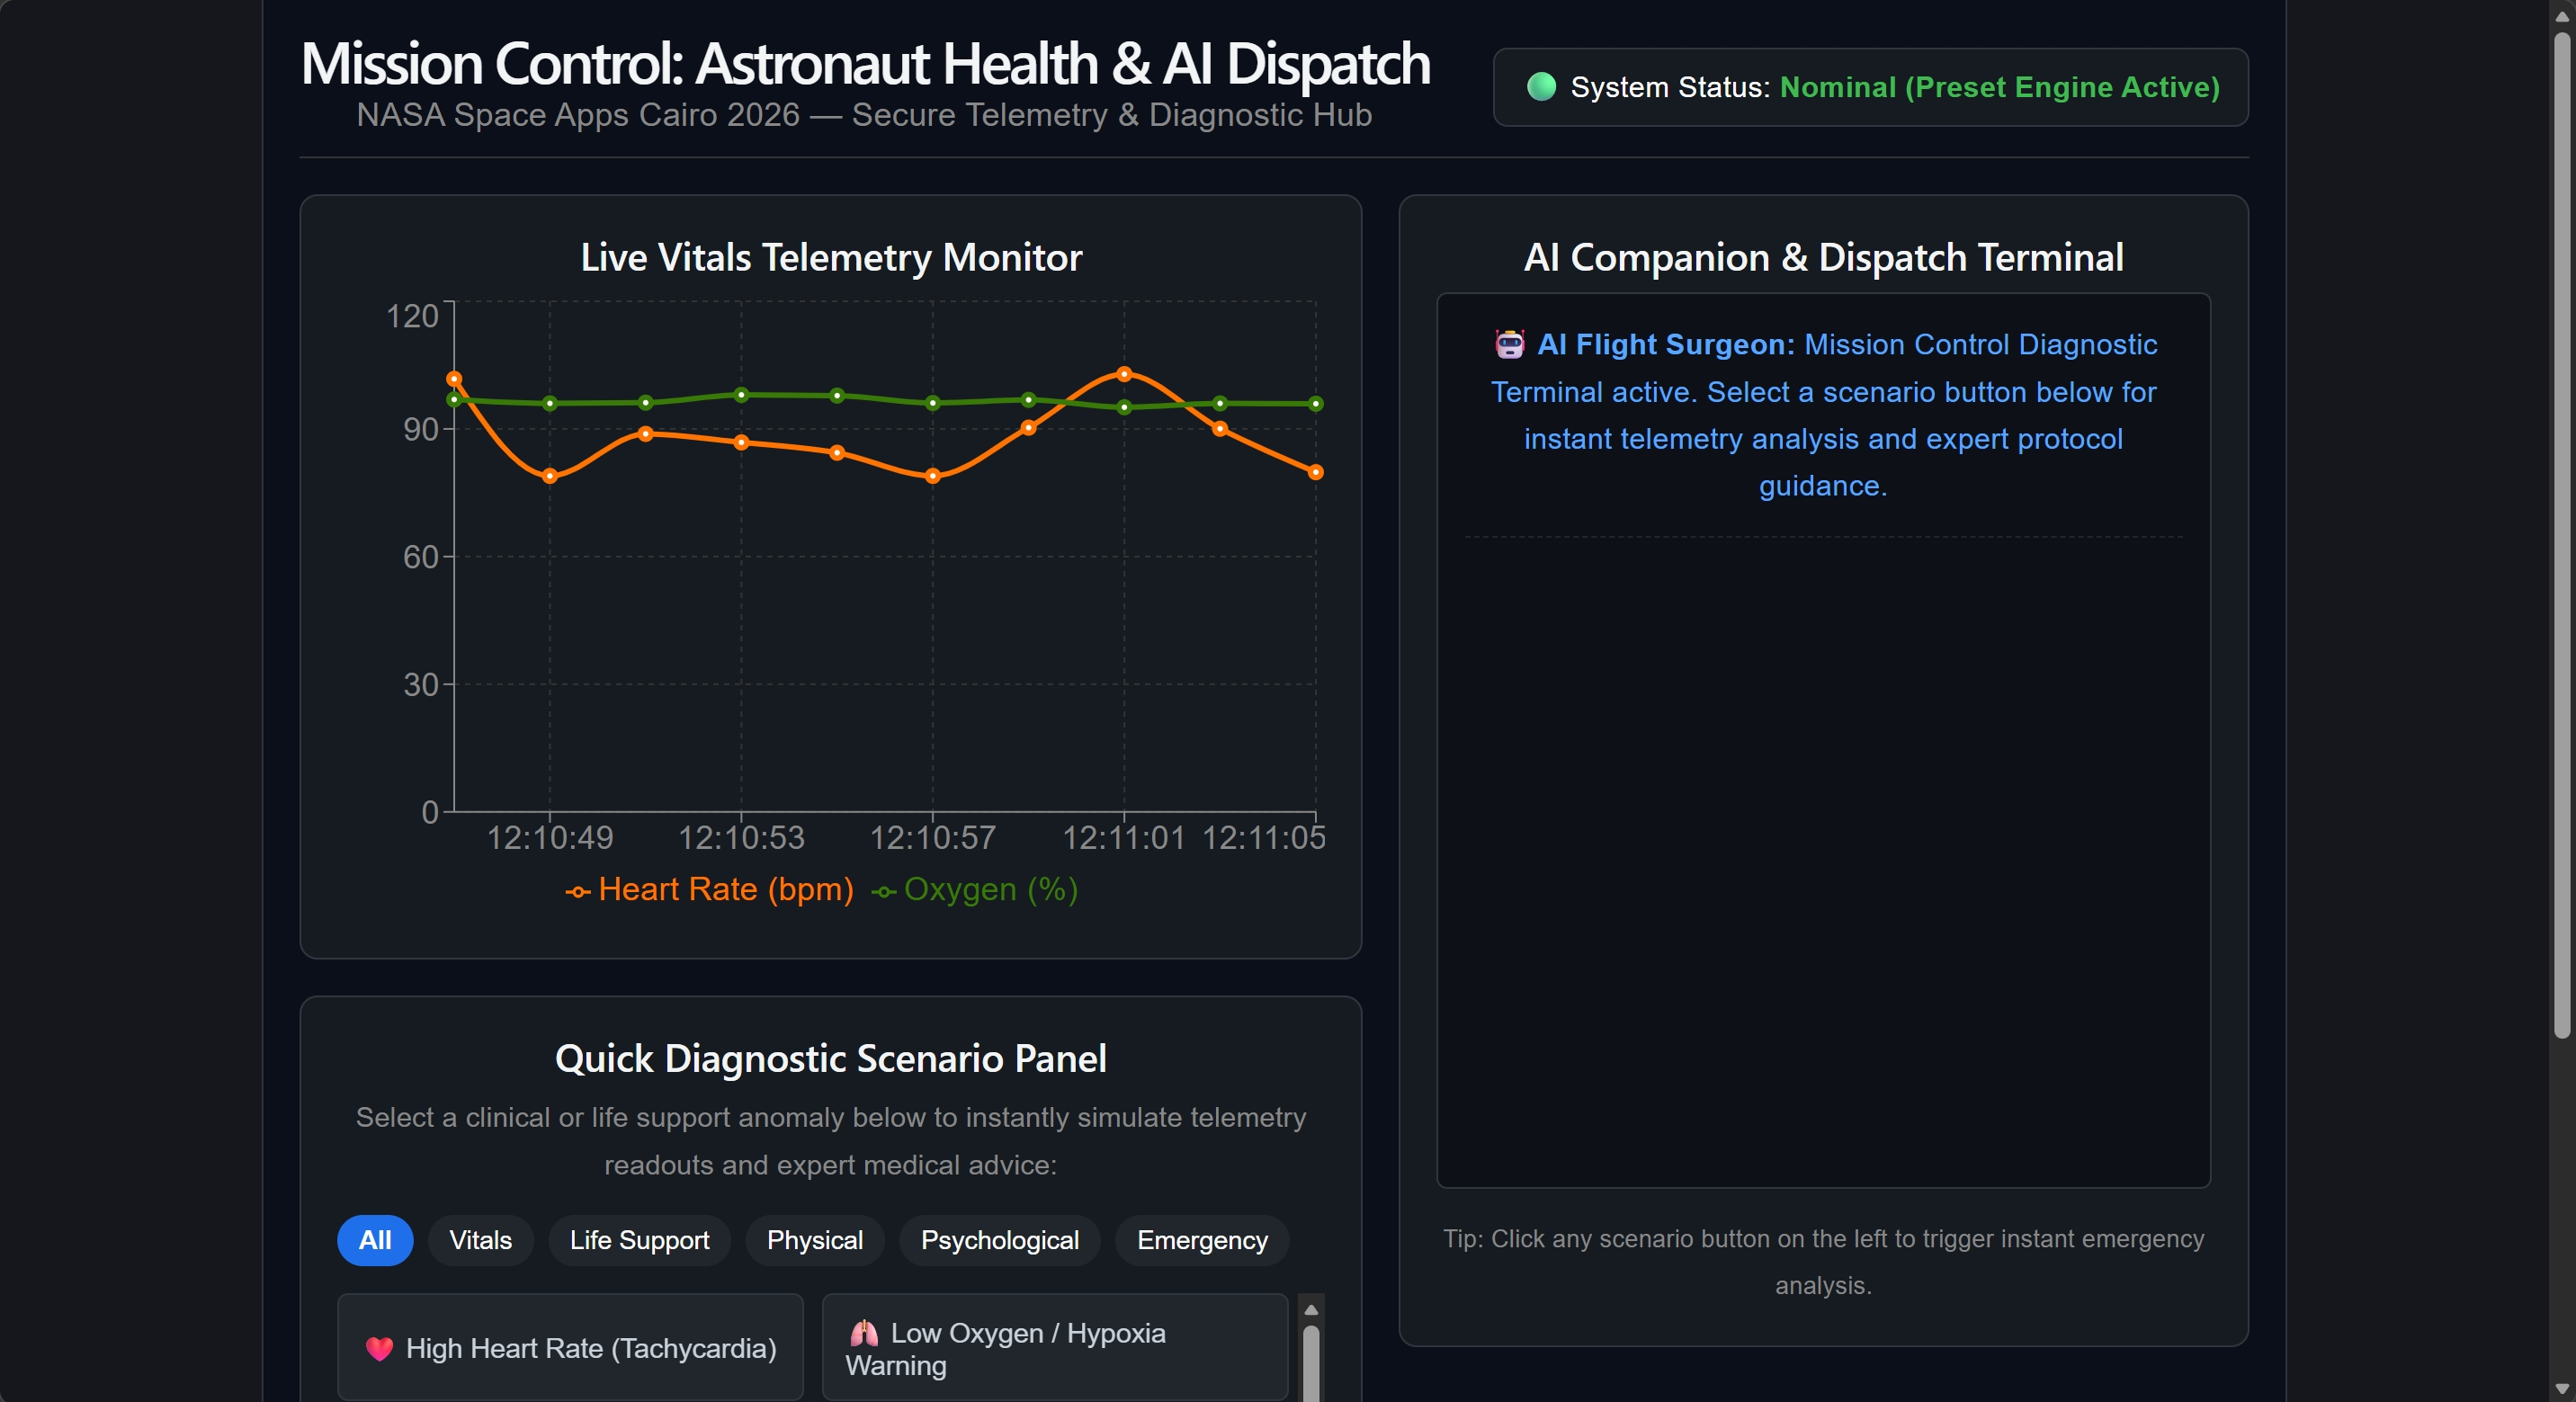 Mission Control: Astronaut Health & AI Dispatch
NASA Space Apps Cairo 2026 — Secure Telemetry & Diagnostic Hub
System Status: Nominal (Preset Engine Active)
Live Vitals Telemetry Monitor
120
90
60
30
0
12:10:49 12:10:53 12:10:57 12:11:01 12:11:05
Heart Rate (bpm) Oxygen (%)
AI Companion & Dispatch Terminal
AI Flight Surgeon: Mission Control Diagnostic
Terminal active. Select a scenario button below for
instant telemetry analysis and expert protocol
guidance.
Tip: Click any scenario button on the left to trigger instant emergency
analysis.
Quick Diagnostic Scenario Panel
Select a clinical or life support anomaly below to instantly simulate telemetry
readouts and expert medical advice:
All Vitals Life Support Physical Psychological Emergency
High Heart Rate (Tachycardia)
Low Oxygen / Hypoxia
Warning